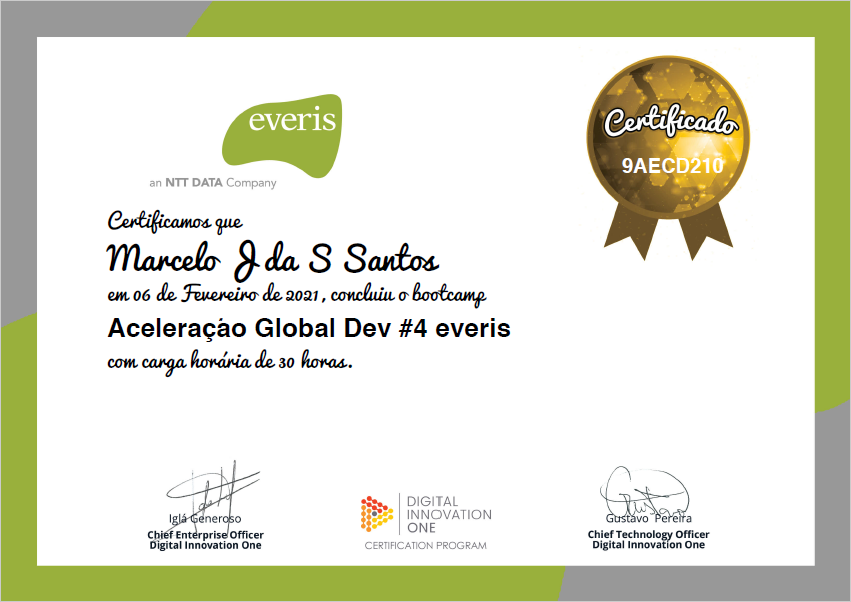 everis
an NTT DATA Company
Certificado
9AECD210
Certificamos que
Marcelo J da S Santos
em 06 de Fevereiro de 2021, concluiu o bootcamp
Aceleraçáo Global Dev #4 everis
com carga horária de 30 horas.
Iglá Generoso
Chief Enterprise Officer
Digital Innovation One
DIGITAL
INNOVATION
ONE
CERTIFICATION PROGRAM
Gustavo Pereira
Chief Technology Officer
Digital Innovation One